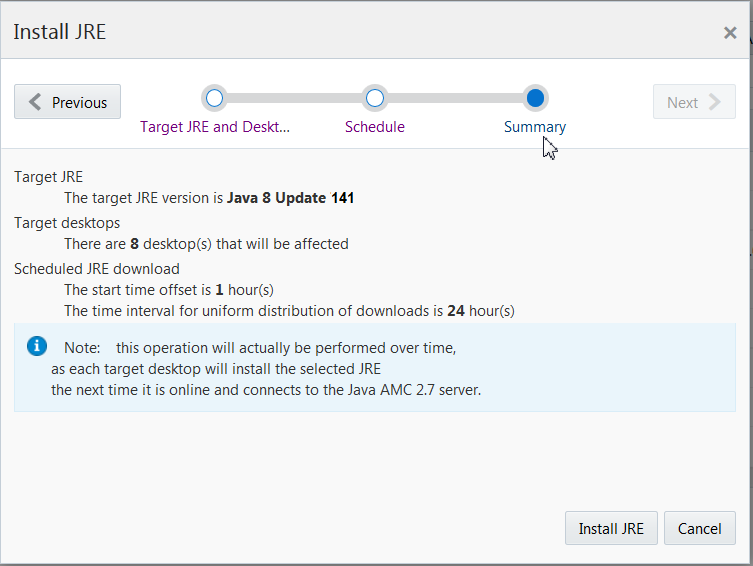 Install JRE
Previous
Next
Target JRE and Deskt...
Schedule
Summary
Target JRE
The target JRE version is Java 8 Update 141
Target desktops
There are 8 desktop(s) that will be affected
Scheduled JRE download
The start time offset is 1 hour(s)
The time interval for uniform distribution of downloads is 24 hour(s)
Note: this operation will actually be performed over time,
as each target desktop will install the selected JRE
the next time it is online and connects to the Java AMC 2.7 server.
Install JRE
Cancel